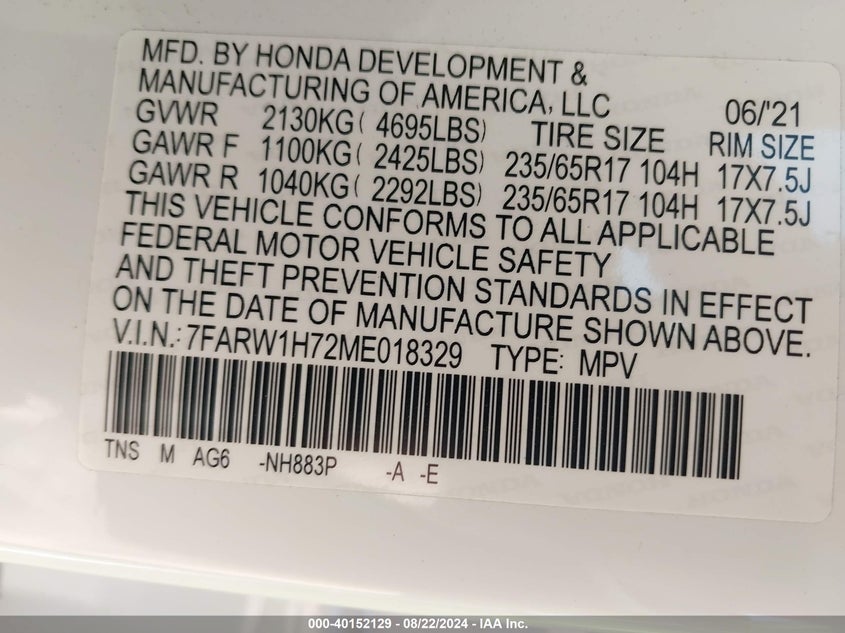 MFD. BY HONDA DEVELOPMENT &
MANUFACTURING OF AMERICA, LLC 06/'21
GVWR 2130KG( 4695LBS) TIRE SIZE RIM SIZE
GAWR F 1100KG( 2425LBS) 235/65R17 104H 17X7.5J
GAWR R 1040KG( 2292LBS) 235/65R17 104H 17X7.5J
THIS VEHICLE CONFORMS TO ALL APPLICABLE
FEDERAL MOTOR VEHICLE SAFETY
AND THEFT PREVENTION STANDARDS IN EFFECT
ON THE DATE OF MANUFACTURE SHOWN ABOVE.
V.I.N.: 7FARW1H72ME018329 TYPE: MPV
TNS M AG6 -NH883P -A -E
000-40152129 - 08/22/2024 - IAA Inc.